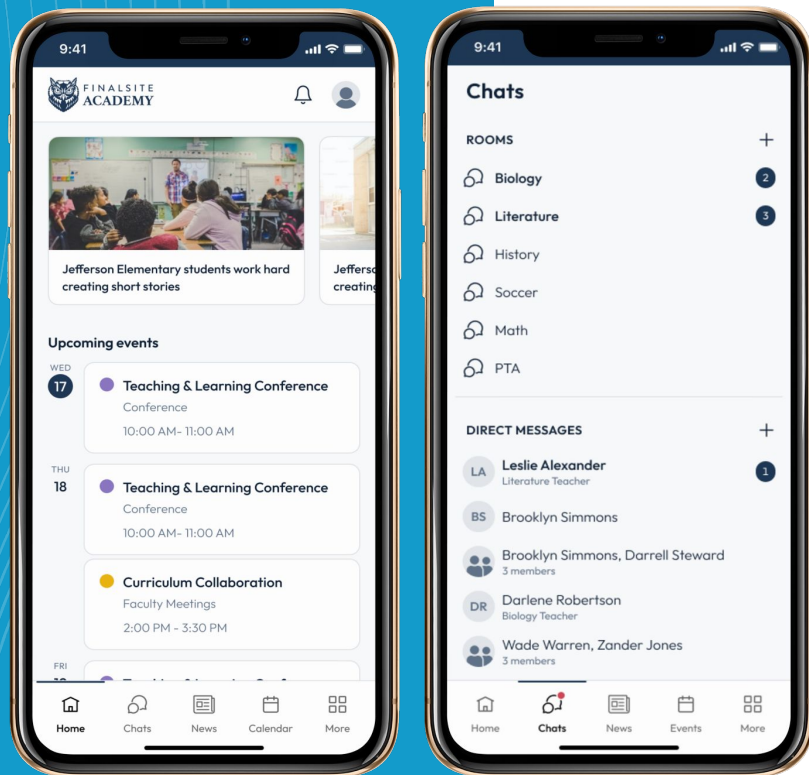 9:41
FINALSITE
ACADEMY
Jefferson Elementary students work hard
creating short stories
Jefferso
creating
Upcoming events
WED
17
Teaching & Learning Conference
Conference
10:00 AM- 11:00 AM
THU
18
Teaching & Learning Conference
Conference
10:00 AM- 11:00 AM
Curriculum Collaboration
Faculty Meetings
2:00 PM - 3:30 PM
FRI
Home
Chats
News
Calendar
More
9:41
Chats
ROOMS
Biology
2
Literature
3
History
Soccer
Math
PTA
DIRECT MESSAGES
LA
Leslie Alexander
Literature Teacher
1
BS
Brooklyn Simmons
Brooklyn Simmons, Darrell Steward
3 members
DR
Darlene Robertson
Biology Teacher
Wade Warren, Zander Jones
3 members
Home
Chats
News
Events
More